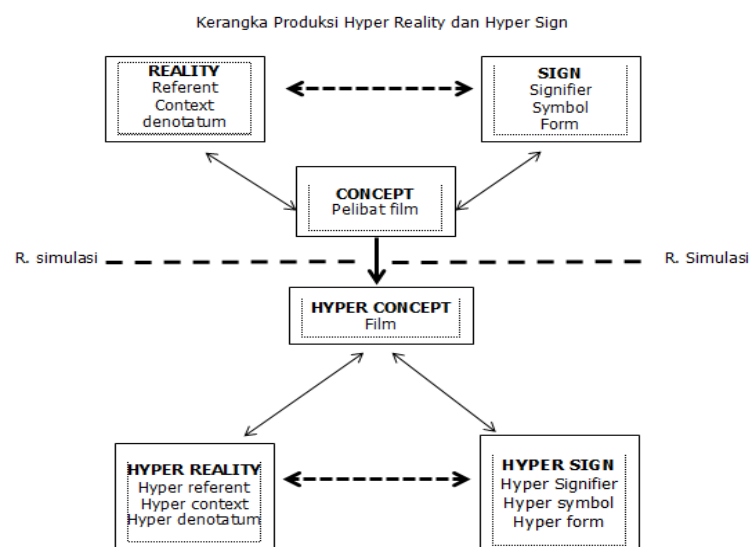 Kerangka Produksi Hyper Reality dan Hyper Sign
REALITY
Referent
Context
denotatum
SIGN
Signifier
Symbol
Form
CONCEPT
Pelibat film
R. simulasi
R. Simulasi
HYPER CONCEPT
Film
HYPER REALITY
Hyper referent
Hyper context
Hyper denotatum
HYPER SIGN
Hyper Signifier
Hyper symbol
Hyper form